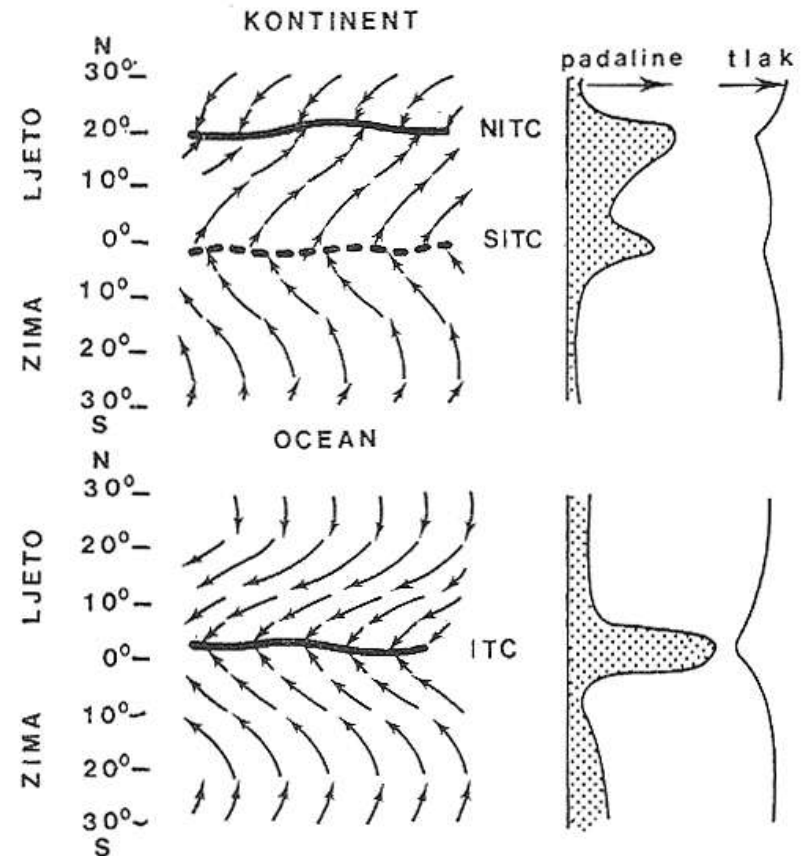 KONTINENT
N
30°
20°
10°
0°
10°
20°
30°
S
LJETO
ZIMA
NITC
SITC
padaline
tlak
OCEAN
N
30°
20°
10°
0°
10°
20°
30°
S
LJETO
ZIMA
ITC